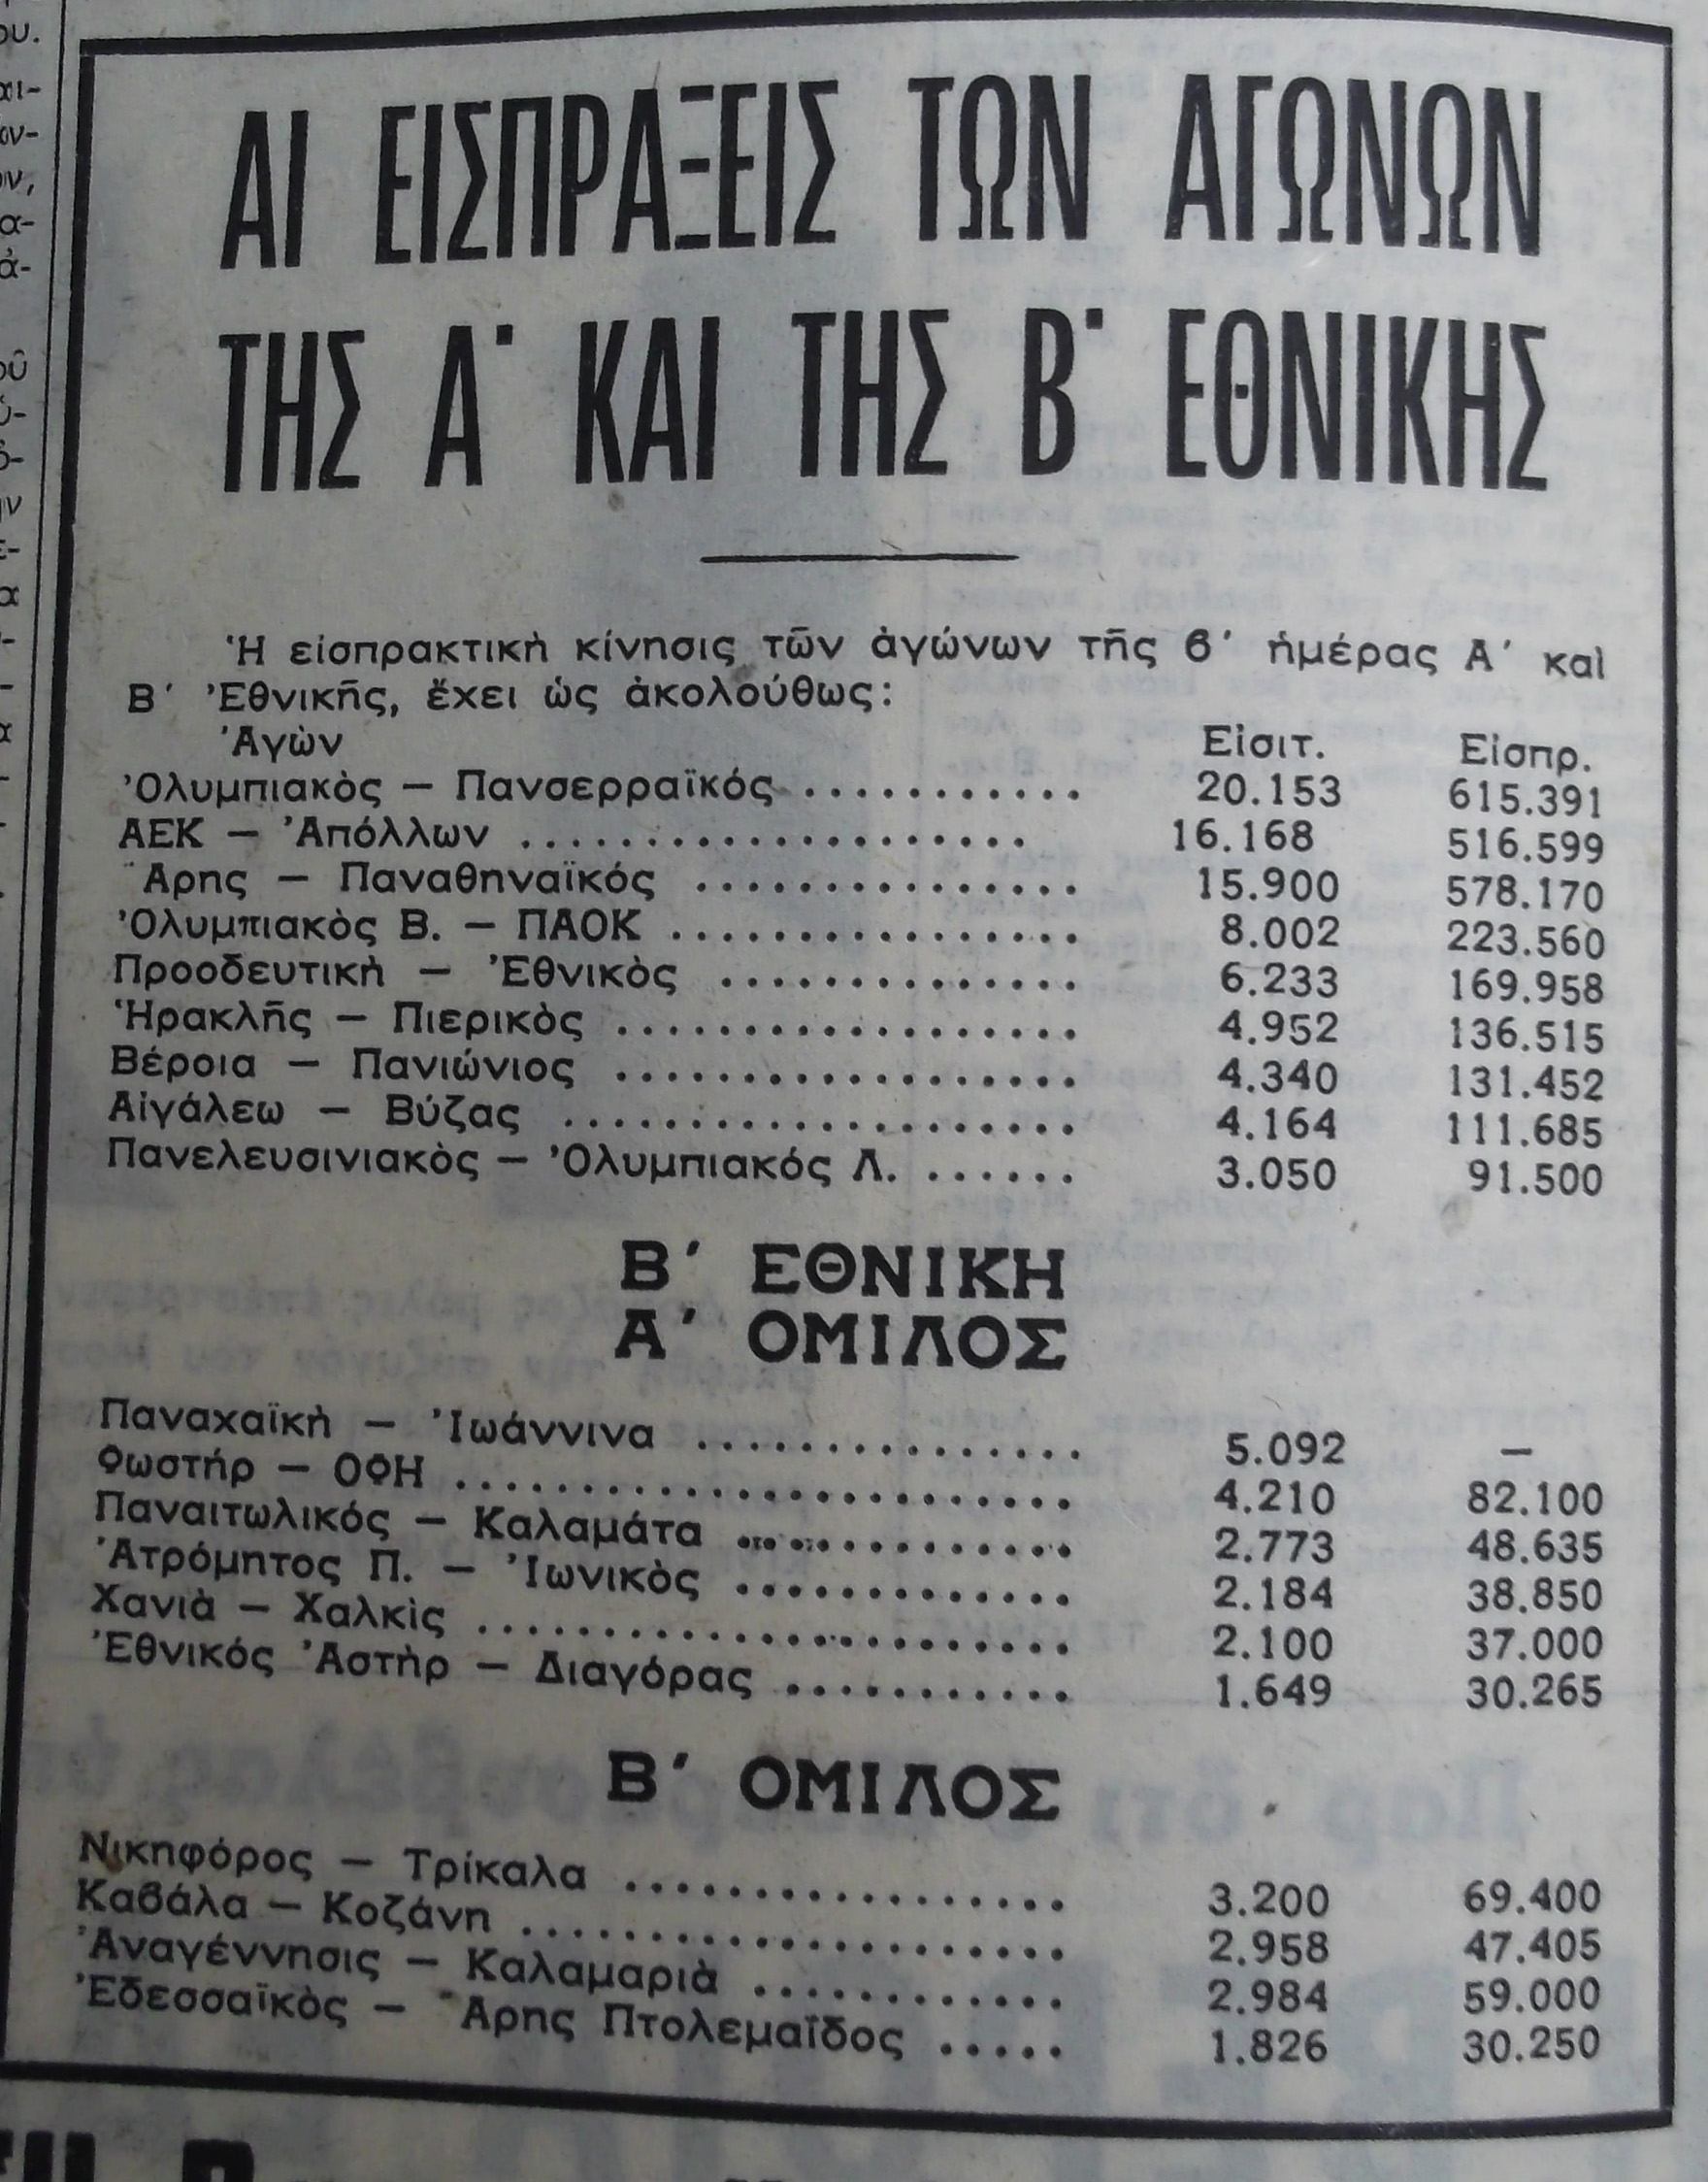 ΑΙ ΕΙΣΠΡΑΞΕΙΣ ΤΩΝ ΑΓΩΝΩΝ
ΤΗΣ Α΄ ΚΑΙ ΤΗΣ Β΄ ΕΘΝΙΚΗΣ
Ἡ εἰσπρακτικὴ κίνησις τῶν ἀγώνων τῆς 6΄ ἡμέρας Α΄ καὶ
Β΄ Ἐθνικῆς, ἔχει ὡς ἀκολούθως:
Ἀγὼν Εἰσιτ. Εἰσπρ.
Ὀλυμπιακὸς — Πανσερραϊκός ........... 20.153 615.391
ΑΕΚ — Ἀπόλλων .................... 16.168 516.599
Ἄρης — Παναθηναϊκός ................ 15.900 578.170
Ὀλυμπιακὸς Β. — ΠΑΟΚ ................. 8.002 223.560
Προοδευτικὴ — Ἐθνικὸς ............... 6.233 169.958
Ἡρακλῆς — Πιερικὸς ................... 4.952 136.515
Βέροια — Πανιώνιος ................... 4.340 131.452
Αἰγάλεω — Βύζας ..................... 4.164 111.685
Πανελευσινιακὸς — Ὀλυμπιακός Λ. ...... 3.050 91.500
Β΄ ΕΘΝΙΚΗ
Α΄ ΟΜΙΛΟΣ
Παναχαϊκὴ — Ἰωάννινα ................ 5.092 —
Φωστήρ — ΟΦΗ ......................... 4.210 82.100
Παναιτωλικός — Καλαμάτα .............. 2.773 48.635
Ἀτρόμητος Π. — Ἰωνικὸς .............. 2.184 38.850
Χανιὰ — Χαλκὶς ........................ 2.100 37.000
Ἐθνικός Ἀστὴρ — Διαγόρας ............ 1.649 30.265
Β΄ ΟΜΙΛΟΣ
Νικηφόρος — Τρίκαλα .................. 3.200 69.400
Καβάλα — Κοζάνη ...................... 2.958 47.405
Ἀναγέννησις — Καλαμαριὰ ............. 2.984 59.000
Ἐδεσσαϊκὸς — Ἄρης Πτολεμαΐδος ..... 1.826 30.250